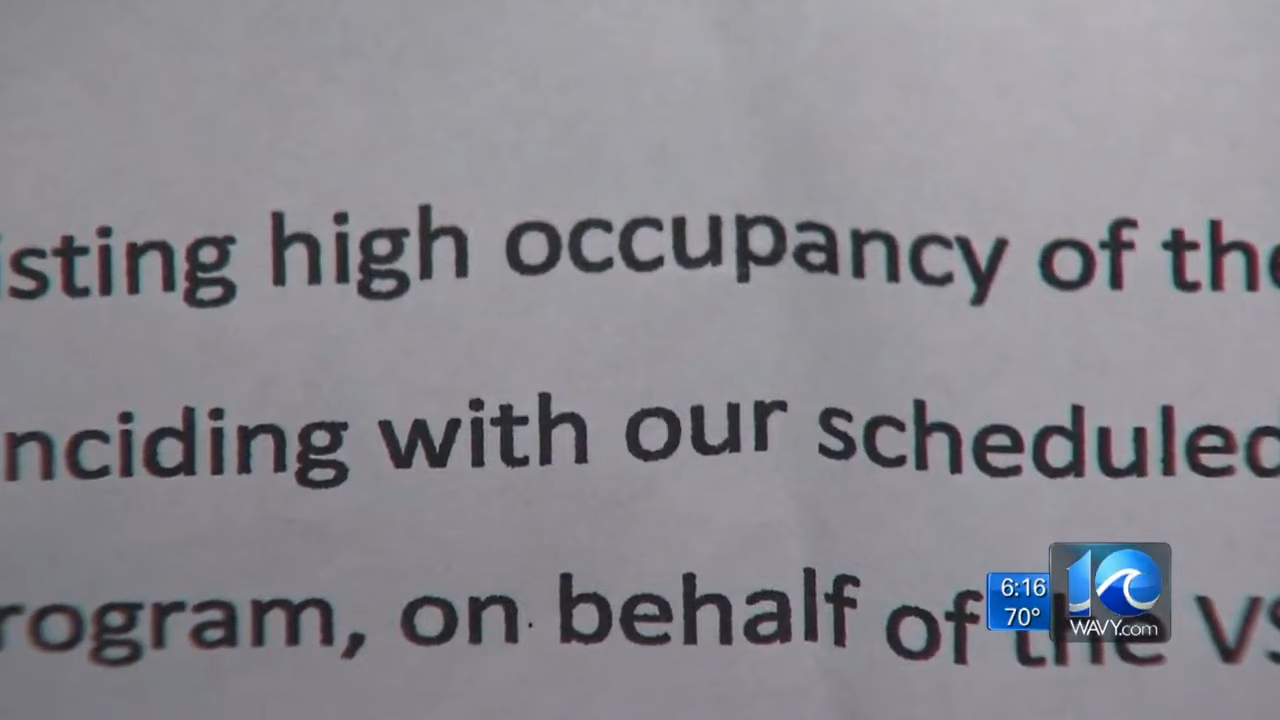 isting high occupancy of the
nciding with our scheduled
rogram, on behalf of the VS
6:16
70°
10
WAVY.com